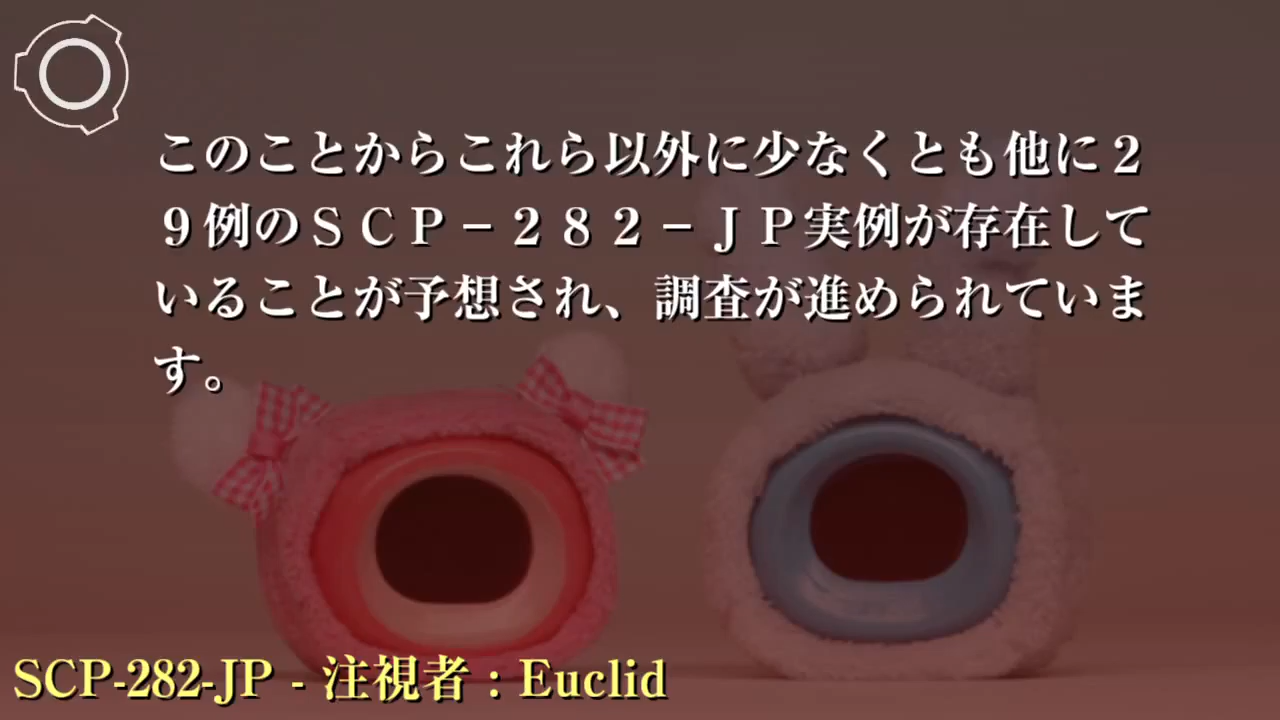 このことからこれら以外に少なくとも他に２
９例のＳＣＰ－２８２－ＪＰ実例が存在して
いることが予想され、調査が進められていま
す。
SCP-282-JP - 注視者：Euclid